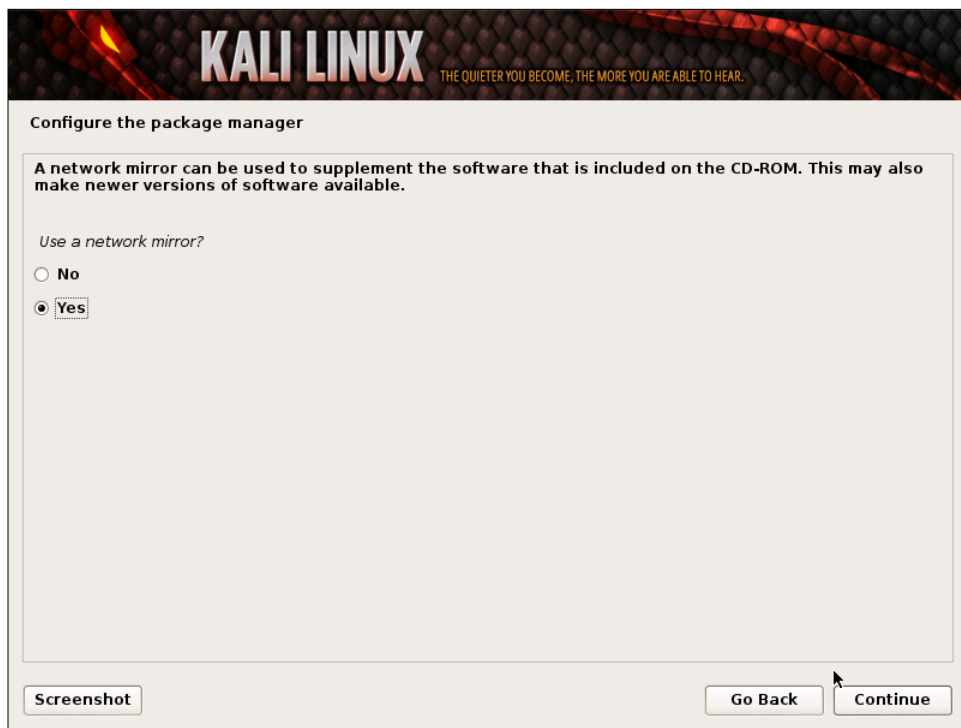 KALI LINUX
THE QUIETER YOU BECOME, THE MORE YOU ARE ABLE TO HEAR.
Configure the package manager
A network mirror can be used to supplement the software that is included on the CD-ROM. This may also
make newer versions of software available.
Use a network mirror?
No
Yes
Screenshot
Go Back
Continue